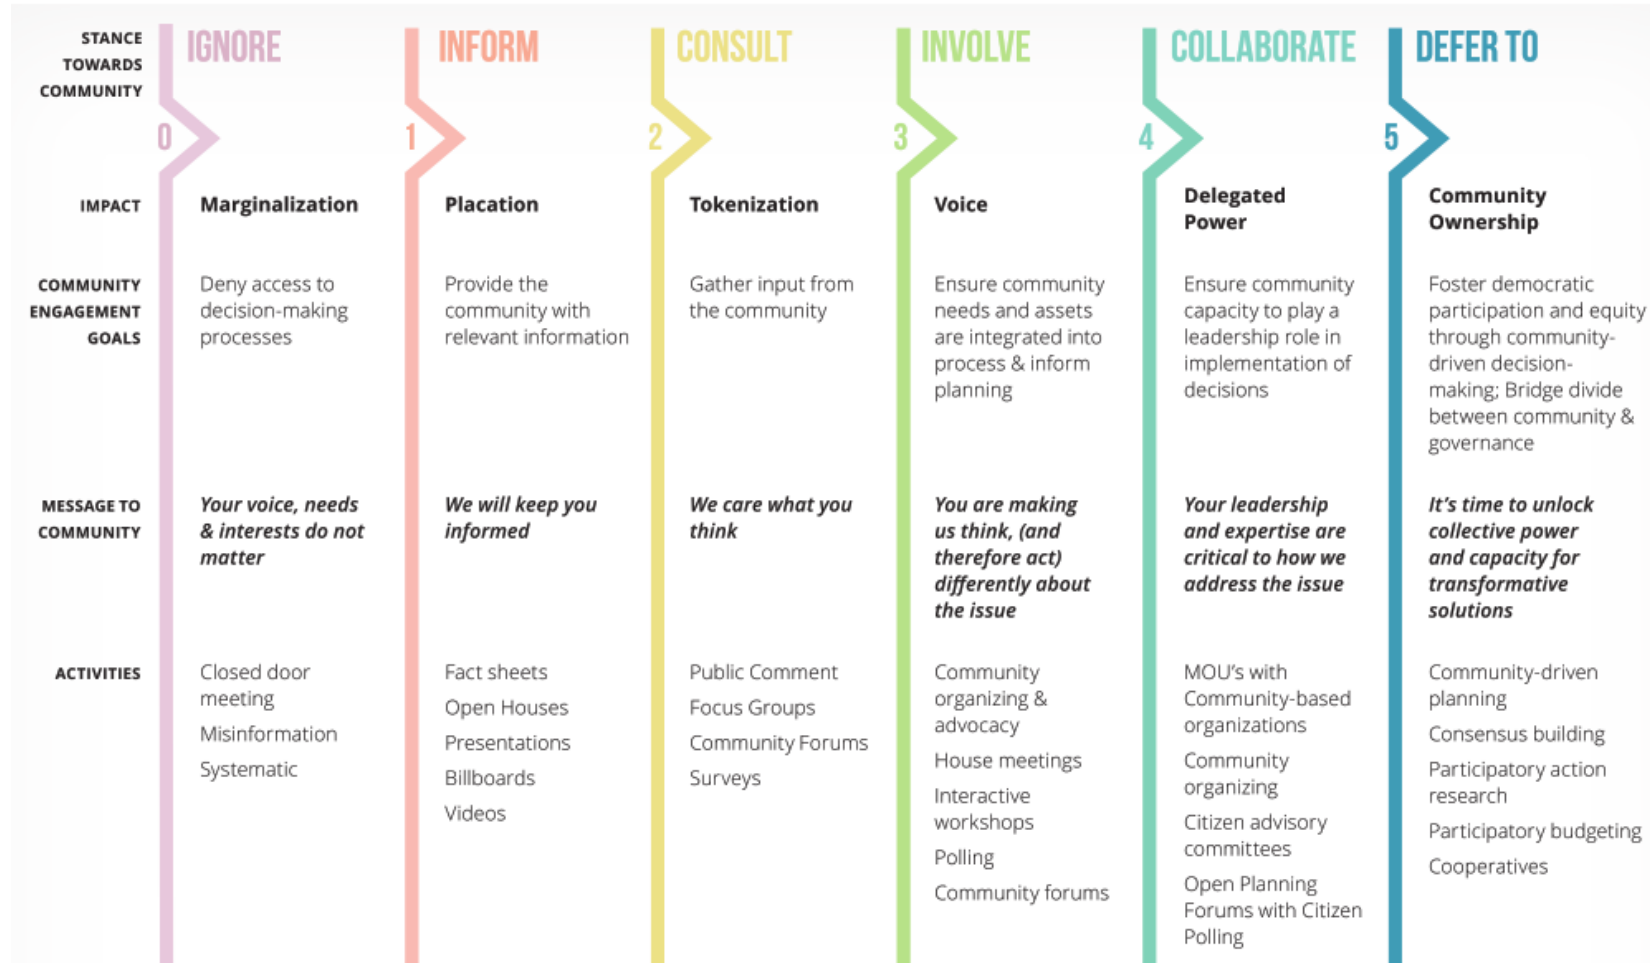 STANCE
TOWARDS
COMMUNITY
IGNORE
INFORM
CONSULT
INVOLVE
COLLABORATE
DEFER TO
0
1
2
3
4
5
IMPACT
Marginalization
Placation
Tokenization
Voice
Delegated
Power
Community
Ownership
COMMUNITY
ENGAGEMENT
GOALS
Deny access to
decision-making
processes
Provide the
community with
relevant information
Gather input from
the community
Ensure community
needs and assets
are integrated into
process & inform
planning
Ensure community
capacity to play a
leadership role in
implementation of
decisions
Foster democratic
participation and equity
through community-
driven decision-
making; Bridge divide
between community &
governance
MESSAGE TO
COMMUNITY
Your voice, needs
& interests do not
matter
We will keep you
informed
We care what you
think
You are making
us think, (and
therefore act)
differently about
the issue
Your leadership
and expertise are
critical to how we
address the issue
It’s time to unlock
collective power
and capacity for
transformative
solutions
ACTIVITIES
Closed door
meeting
Misinformation
Systematic
Fact sheets
Open Houses
Presentations
Billboards
Videos
Public Comment
Focus Groups
Community Forums
Surveys
Community
organizing &
advocacy
House meetings
Interactive
workshops
Polling
Community forums
MOU’s with
Community-based
organizations
Community
organizing
Citizen advisory
committees
Open Planning
Forums with Citizen
Polling
Community-driven
planning
Consensus building
Participatory action
research
Participatory budgeting
Cooperatives